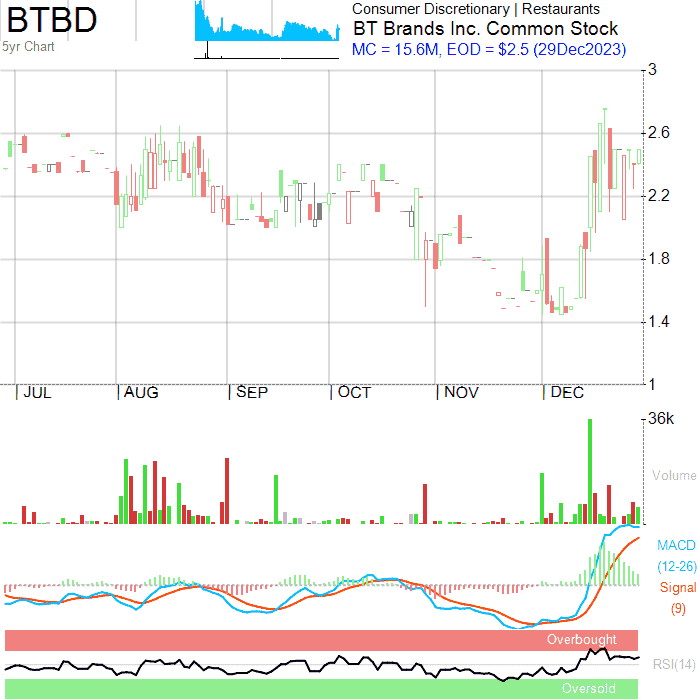 BTBD
5yr Chart
Consumer Discretionary | Restaurants
BT Brands Inc. Common Stock
MC = 15.6M, EOD = $2.5 (29Dec2023)
3
2.6
2.2
1.8
1.4
1
JUL
AUG
SEP
OCT
NOV
DEC
36k
Volume
MACD
(12-26)
Signal
(9)
Overbought
RSI(14)
Oversold